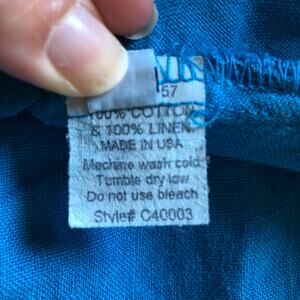 57
100% COTTON
& 100% LINEN
MADE IN USA
Mechine wash cold
Tumble dry low
Do not use bleach
Style# C40003